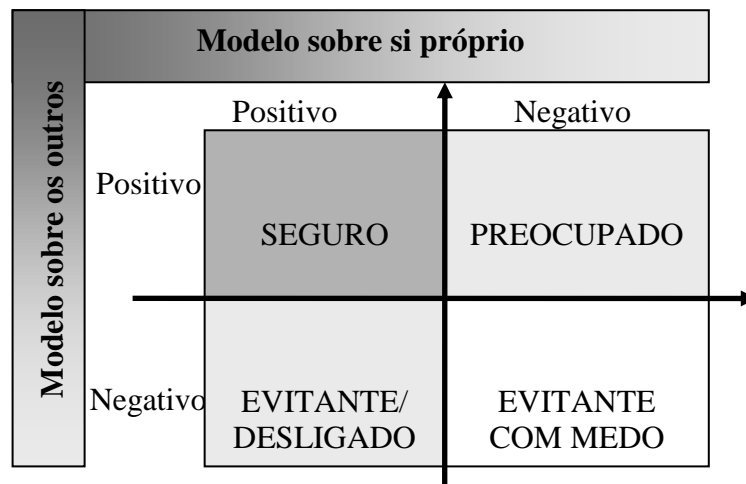 Modelo sobre si próprio
Modelo sobre os outros
Positivo
Negativo
Positivo
SEGURO
PREOCUPADO
Negativo
EVITANTE/
DESLIGADO
EVITANTE
COM MEDO